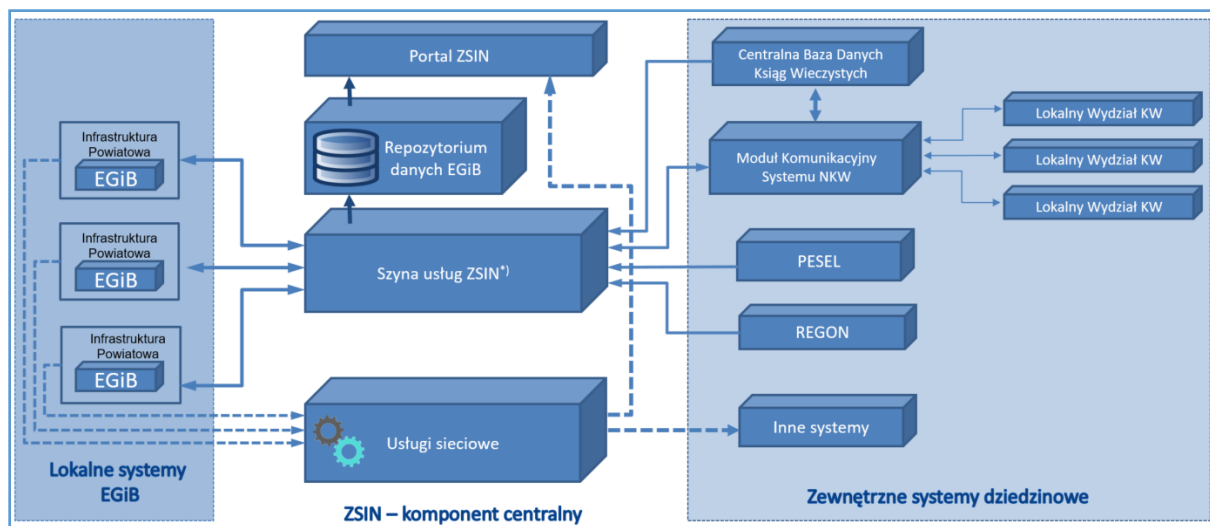 Portal ZSIN
Repozytorium
danych EGiB
Szyna usług ZSIN*)
Usługi sieciowe
ZSIN – komponent centralny
Infrastruktura
Powiatowa
EGiB
Infrastruktura
Powiatowa
EGiB
Infrastruktura
Powiatowa
EGiB
Lokalne systemy
EGiB
Centralna Baza Danych
Ksiąg Wieczystych
Moduł Komunikacyjny
Systemu NKW
Lokalny Wydział KW
Lokalny Wydział KW
Lokalny Wydział KW
PESEL
REGON
Inne systemy
Zewnętrzne systemy dziedzinowe